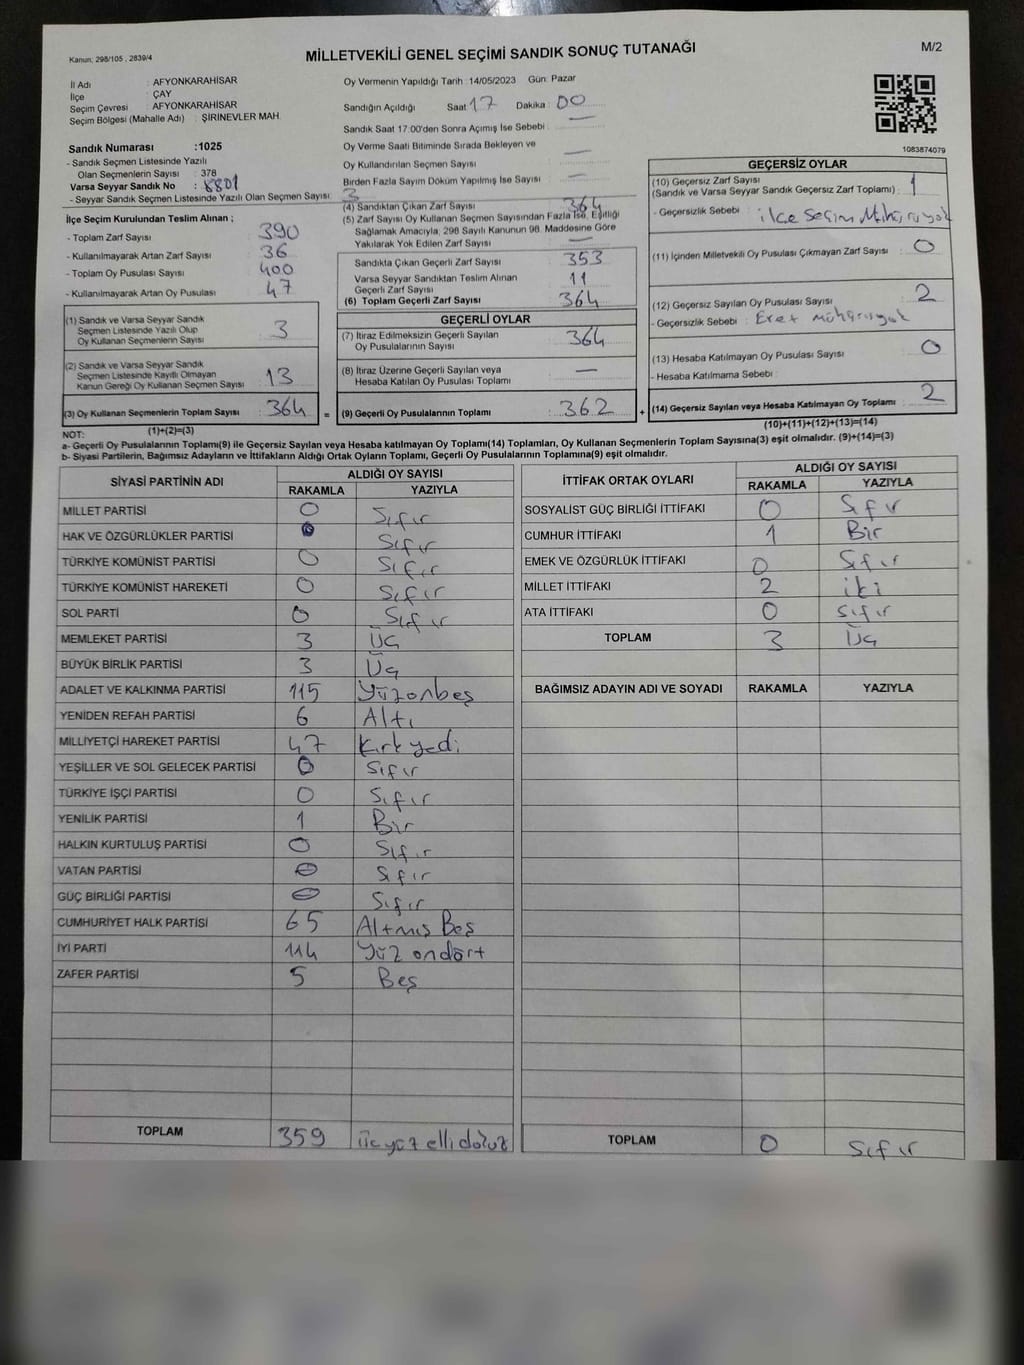 Kanun: 298/105 , 2839/4
MİLLETVEKİLİ GENEL SEÇİMİ SANDIK SONUÇ TUTANAĞI
M/2
İl Adı : AFYONKARAHİSAR
İlçe : ÇAY
Seçim Çevresi : AFYONKARAHİSAR
Seçim Bölgesi (Mahalle Adı) : ŞİRİNEVLER MAH.
Sandık Numarası :1025
- Sandık Seçmen Listesinde Yazılı
Olan Seçmenlerin Sayısı : 378
Varsa Seyyar Sandık No : 8801
- Seyyar Sandık Seçmen Listesinde Yazılı Olan Seçmen Sayısı : 3
İlçe Seçim Kurulundan Teslim Alınan ;
- Toplam Zarf Sayısı : 390
- Kullanılmayarak Artan Zarf Sayısı : 36
- Toplam Oy Pusulası Sayısı : 400
- Kullanılmayarak Artan Oy Pusulası : 47
(1) Sandık ve Varsa Seyyar Sandık
Seçmen Listesinde Yazılı Olup
Oy Kullanan Seçmenlerin Sayısı : 3
(2) Sandık ve Varsa Seyyar Sandık
Seçmen Listesinde Kayıtlı Olmayan
Kanun Gereği Oy Kullanan Seçmen Sayısı : 13
(3) Oy Kullanan Seçmenlerin Toplam Sayısı : 364
(1)+(2)=(3)
Oy Vermenin Yapıldığı Tarih :14/05/2023 Gün: Pazar
Sandığın Açıldığı Saat 17 Dakika : 00
Sandık Saat 17:00'den Sonra Açılmış İse Sebebi : —
Oy Verme Saati Bitiminde Sırada Bekleyen ve
Oy Kullandırılan Seçmen Sayısı : —
Birden Fazla Sayım Döküm Yapılmış İse Sayısı : —
(4) Sandıktan Çıkan Zarf Sayısı : 364
(5) Zarf Sayısı Oy Kullanan Seçmen Sayısından Fazla İse, Eşitliği
Sağlamak Amacıyla, 298 Sayılı Kanunun 98. Maddesine Göre
Yakılarak Yok Edilen Zarf Sayısı : —
Sandıkta Çıkan Geçerli Zarf Sayısı : 353
Varsa Seyyar Sandıktan Teslim Alınan
Geçerli Zarf Sayısı : 11
(6) Toplam Geçerli Zarf Sayısı : 364
GEÇERLİ OYLAR
(7) İtiraz Edilmeksizin Geçerli Sayılan
Oy Pusulalarının Sayısı : 364
(8) İtiraz Üzerine Geçerli Sayılan veya
Hesaba Katılan Oy Pusulası Toplamı : —
= (9) Geçerli Oy Pusulalarının Toplamı : 362 +
1083874079
GEÇERSİZ OYLAR
(10) Geçersiz Zarf Sayısı
(Sandık ve Varsa Seyyar Sandık Geçersiz Zarf Toplamı) : 1
- Geçersizlik Sebebi : ilçe Seçim Mührü yok
(11) İçinden Milletvekili Oy Pusulası Çıkmayan Zarf Sayısı : 0
(12) Geçersiz Sayılan Oy Pusulası Sayısı : 2
- Geçersizlik Sebebi : Evet mührü yok
(13) Hesaba Katılmayan Oy Pusulası Sayısı : 0
- Hesaba Katılmama Sebebi :
(14) Geçersiz Sayılan veya Hesaba Katılmayan Oy Toplamı : 2
(10)+(11)+(12)+(13)=(14)
NOT:
a- Geçerli Oy Pusulalarının Toplamı(9) ile Geçersiz Sayılan veya Hesaba katılmayan Oy Toplamı(14) Toplamları, Oy Kullanan Seçmenlerin Toplam Sayısına(3) eşit olmalıdır. (9)+(14)=(3)
b- Siyasi Partilerin, Bağımsız Adayların ve İttifakların Aldığı Ortak Oyların Toplamı, Geçerli Oy Pusulalarının Toplamına(9) eşit olmalıdır.
SİYASİ PARTİNİN ADI ALDIĞI OY SAYISI
RAKAMLA YAZIYLA
MİLLET PARTİSİ 0 Sıfır
HAK VE ÖZGÜRLÜKLER PARTİSİ 0 Sıfır
TÜRKİYE KOMÜNİST PARTİSİ 0 Sıfır
TÜRKİYE KOMÜNİST HAREKETİ 0 Sıfır
SOL PARTİ 0 Sıfır
MEMLEKET PARTİSİ 3 Üç
BÜYÜK BİRLİK PARTİSİ 3 Üç
ADALET VE KALKINMA PARTİSİ 115 Yüzonbeş
YENİDEN REFAH PARTİSİ 6 Altı
MİLLİYETÇİ HAREKET PARTİSİ 47 Kırkyedi
YEŞİLLER VE SOL GELECEK PARTİSİ 0 Sıfır
TÜRKİYE İŞÇİ PARTİSİ 0 Sıfır
YENİLİK PARTİSİ 1 Bir
HALKIN KURTULUŞ PARTİSİ 0 Sıfır
VATAN PARTİSİ 0 Sıfır
GÜÇ BİRLİĞİ PARTİSİ 0 Sıfır
CUMHURİYET HALK PARTİSİ 65 Altmış Beş
İYİ PARTİ 114 Yüz ondört
ZAFER PARTİSİ 5 Beş
TOPLAM 359 üçyüz ellidokuz
İTTİFAK ORTAK OYLARI ALDIĞI OY SAYISI
RAKAMLA YAZIYLA
SOSYALİST GÜÇ BİRLİĞİ İTTİFAKI 0 Sıfır
CUMHUR İTTİFAKI 1 Bir
EMEK VE ÖZGÜRLÜK İTTİFAKI 0 Sıfır
MİLLET İTTİFAKI 2 iki
ATA İTTİFAKI 0 sıfır
TOPLAM 3 Üç
BAĞIMSIZ ADAYIN ADI VE SOYADI RAKAMLA YAZIYLA
TOPLAM 0 Sıfır